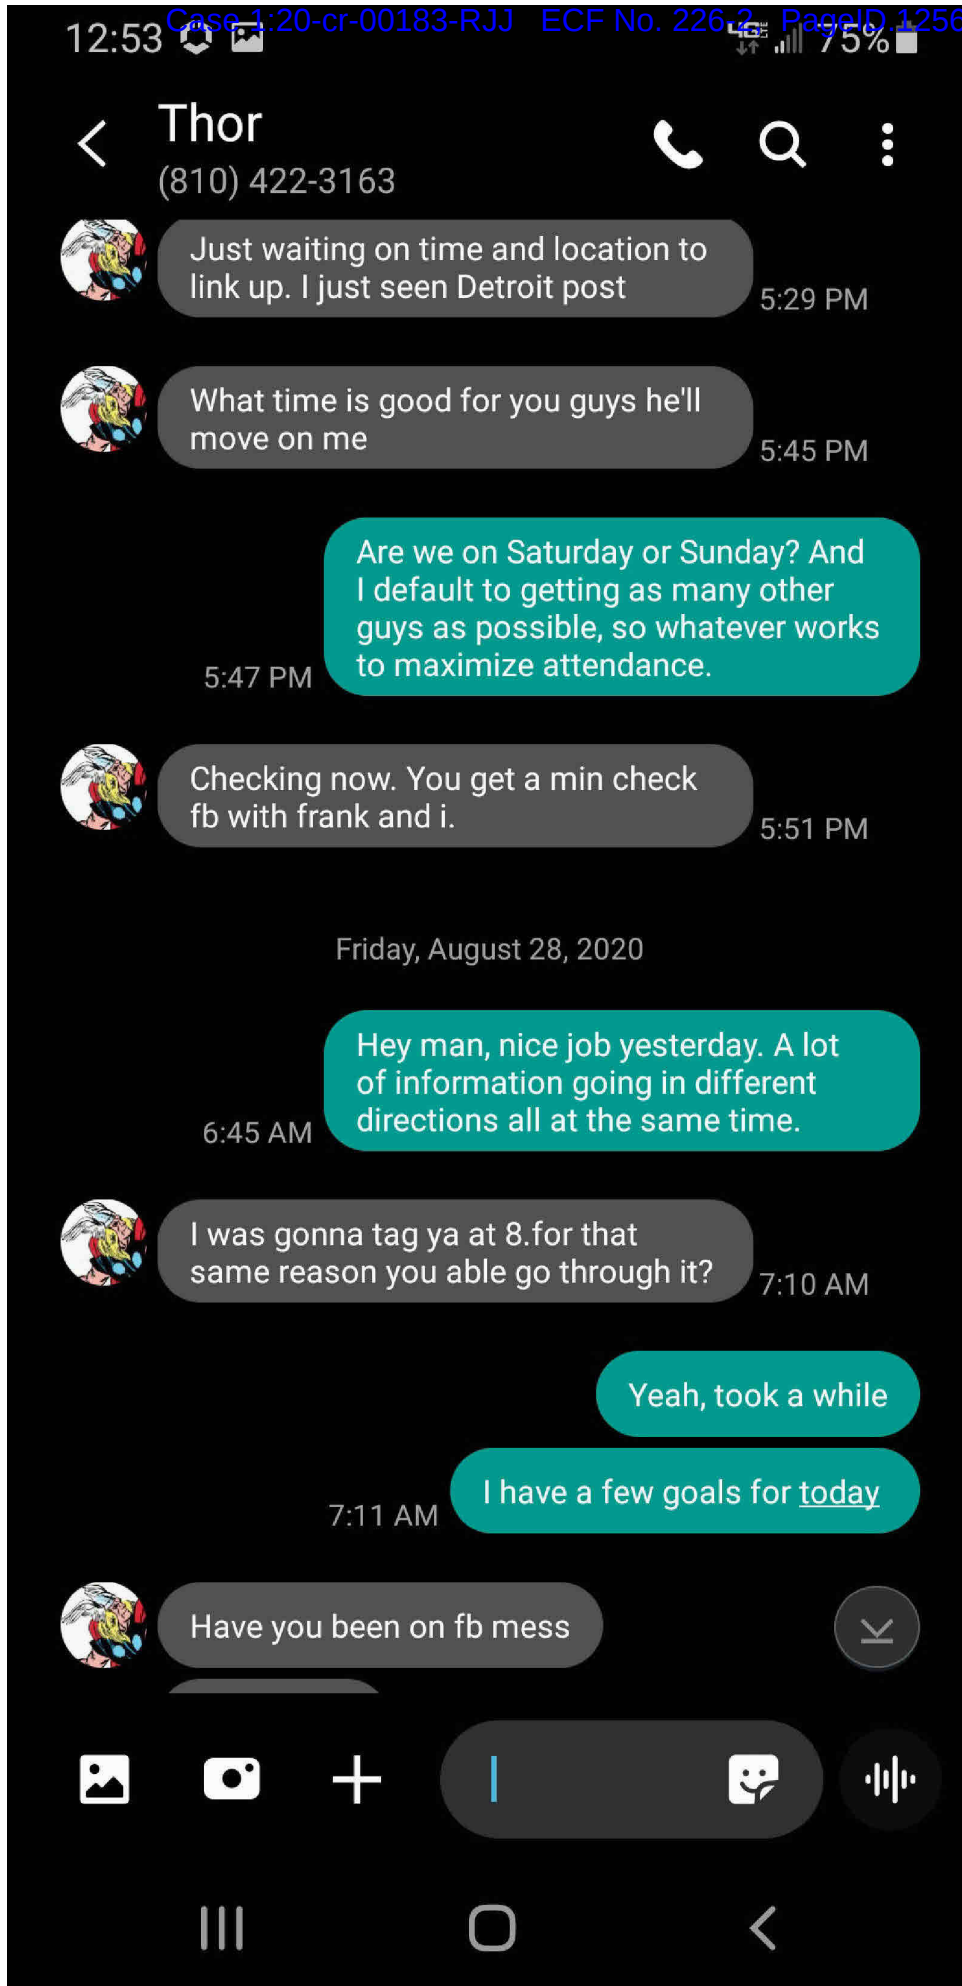 Case 1:20-cr-00183-RJJ ECF No. 226-2, PageID.1256
12:53 75%
Thor
(810) 422-3163
Just waiting on time and location to
link up. I just seen Detroit post
5:29 PM
What time is good for you guys he'll
move on me
5:45 PM
Are we on Saturday or Sunday? And
I default to getting as many other
guys as possible, so whatever works
to maximize attendance.
5:47 PM
Checking now. You get a min check
fb with frank and i.
5:51 PM
Friday, August 28, 2020
Hey man, nice job yesterday. A lot
of information going in different
directions all at the same time.
6:45 AM
I was gonna tag ya at 8.for that
same reason you able go through it?
7:10 AM
Yeah, took a while
I have a few goals for today
7:11 AM
Have you been on fb mess